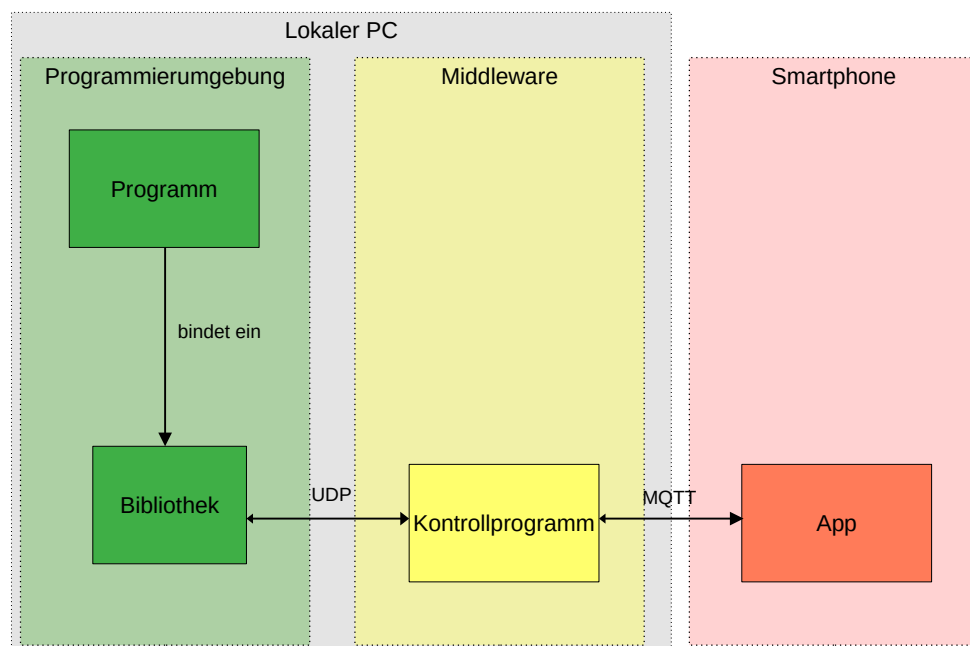 Lokaler PC
Programmierumgebung
Middleware
Smartphone
Programm
bindet ein
Bibliothek
UDP
Kontrollprogramm
MQTT
App